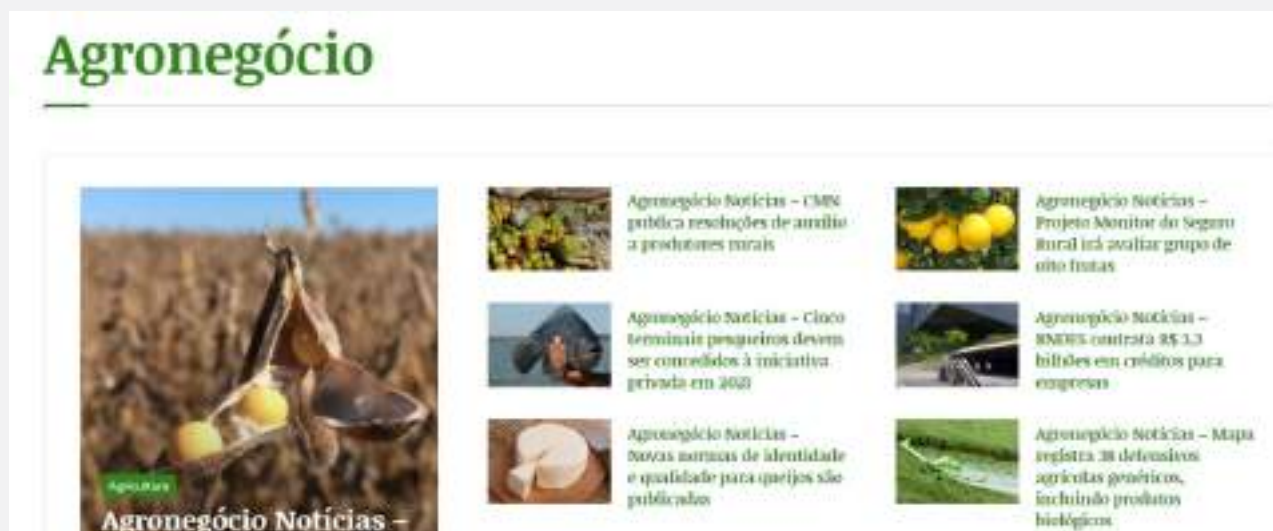 Agronegócio
Agronegócio Notícias – CMN
publica resoluções de auxílio
a produtores rurais
Agronegócio Notícias –
Projeto Monitor do Seguro
Rural irá avaliar grupo de
oito frutas
Agronegócio Notícias – Cinco
terminais pesqueiros devem
ser concedidos à iniciativa
privada em 2021
Agronegócio Notícias –
BNDES contrata R$ 3,3
bilhões em créditos para
empresas
Agronegócio Notícias –
Novas normas de identidade
e qualidade para queijos são
publicadas
Agronegócio Notícias – Mapa
registra 38 defensivos
agrícolas genéricos,
incluindo produtos
biológicos
Agricultura
Agronegócio Notícias –